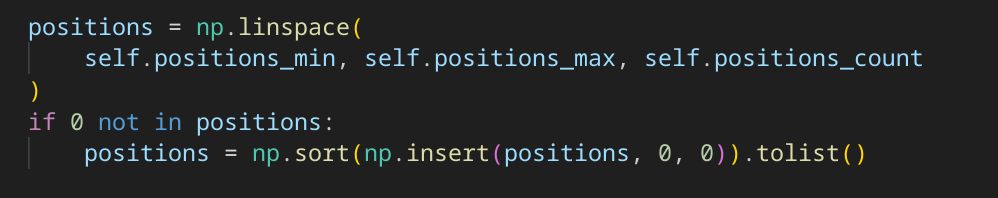 positions = np.linspace(
    self.positions_min, self.positions_max, self.positions_count
)
if 0 not in positions:
    positions = np.sort(np.insert(positions, 0, 0)).tolist()